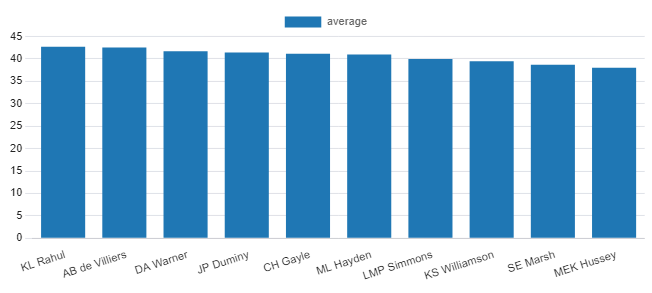 average
45
40
35
30
25
20
15
10
5
0
KL Rahul
AB de Villiers
DA Warner
JP Duminy
CH Gayle
ML Hayden
LMP Simmons
KS Williamson
SE Marsh
MEK Hussey